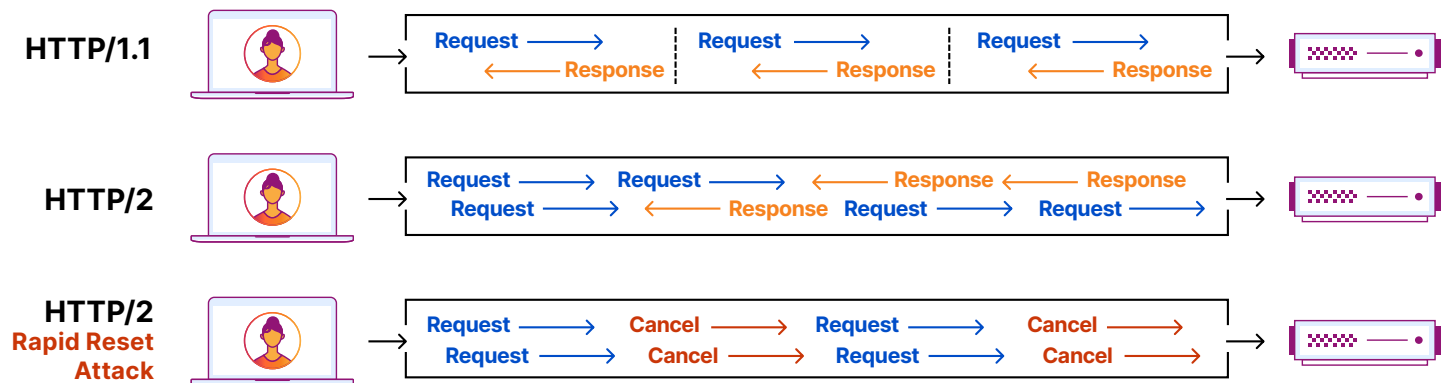 HTTP/1.1
Request Request Request
Response Response Response
HTTP/2
Request Request Response Response
Request Response Request Request
HTTP/2
Rapid Reset
Attack
Request Cancel Request Cancel
Request Cancel Request Cancel